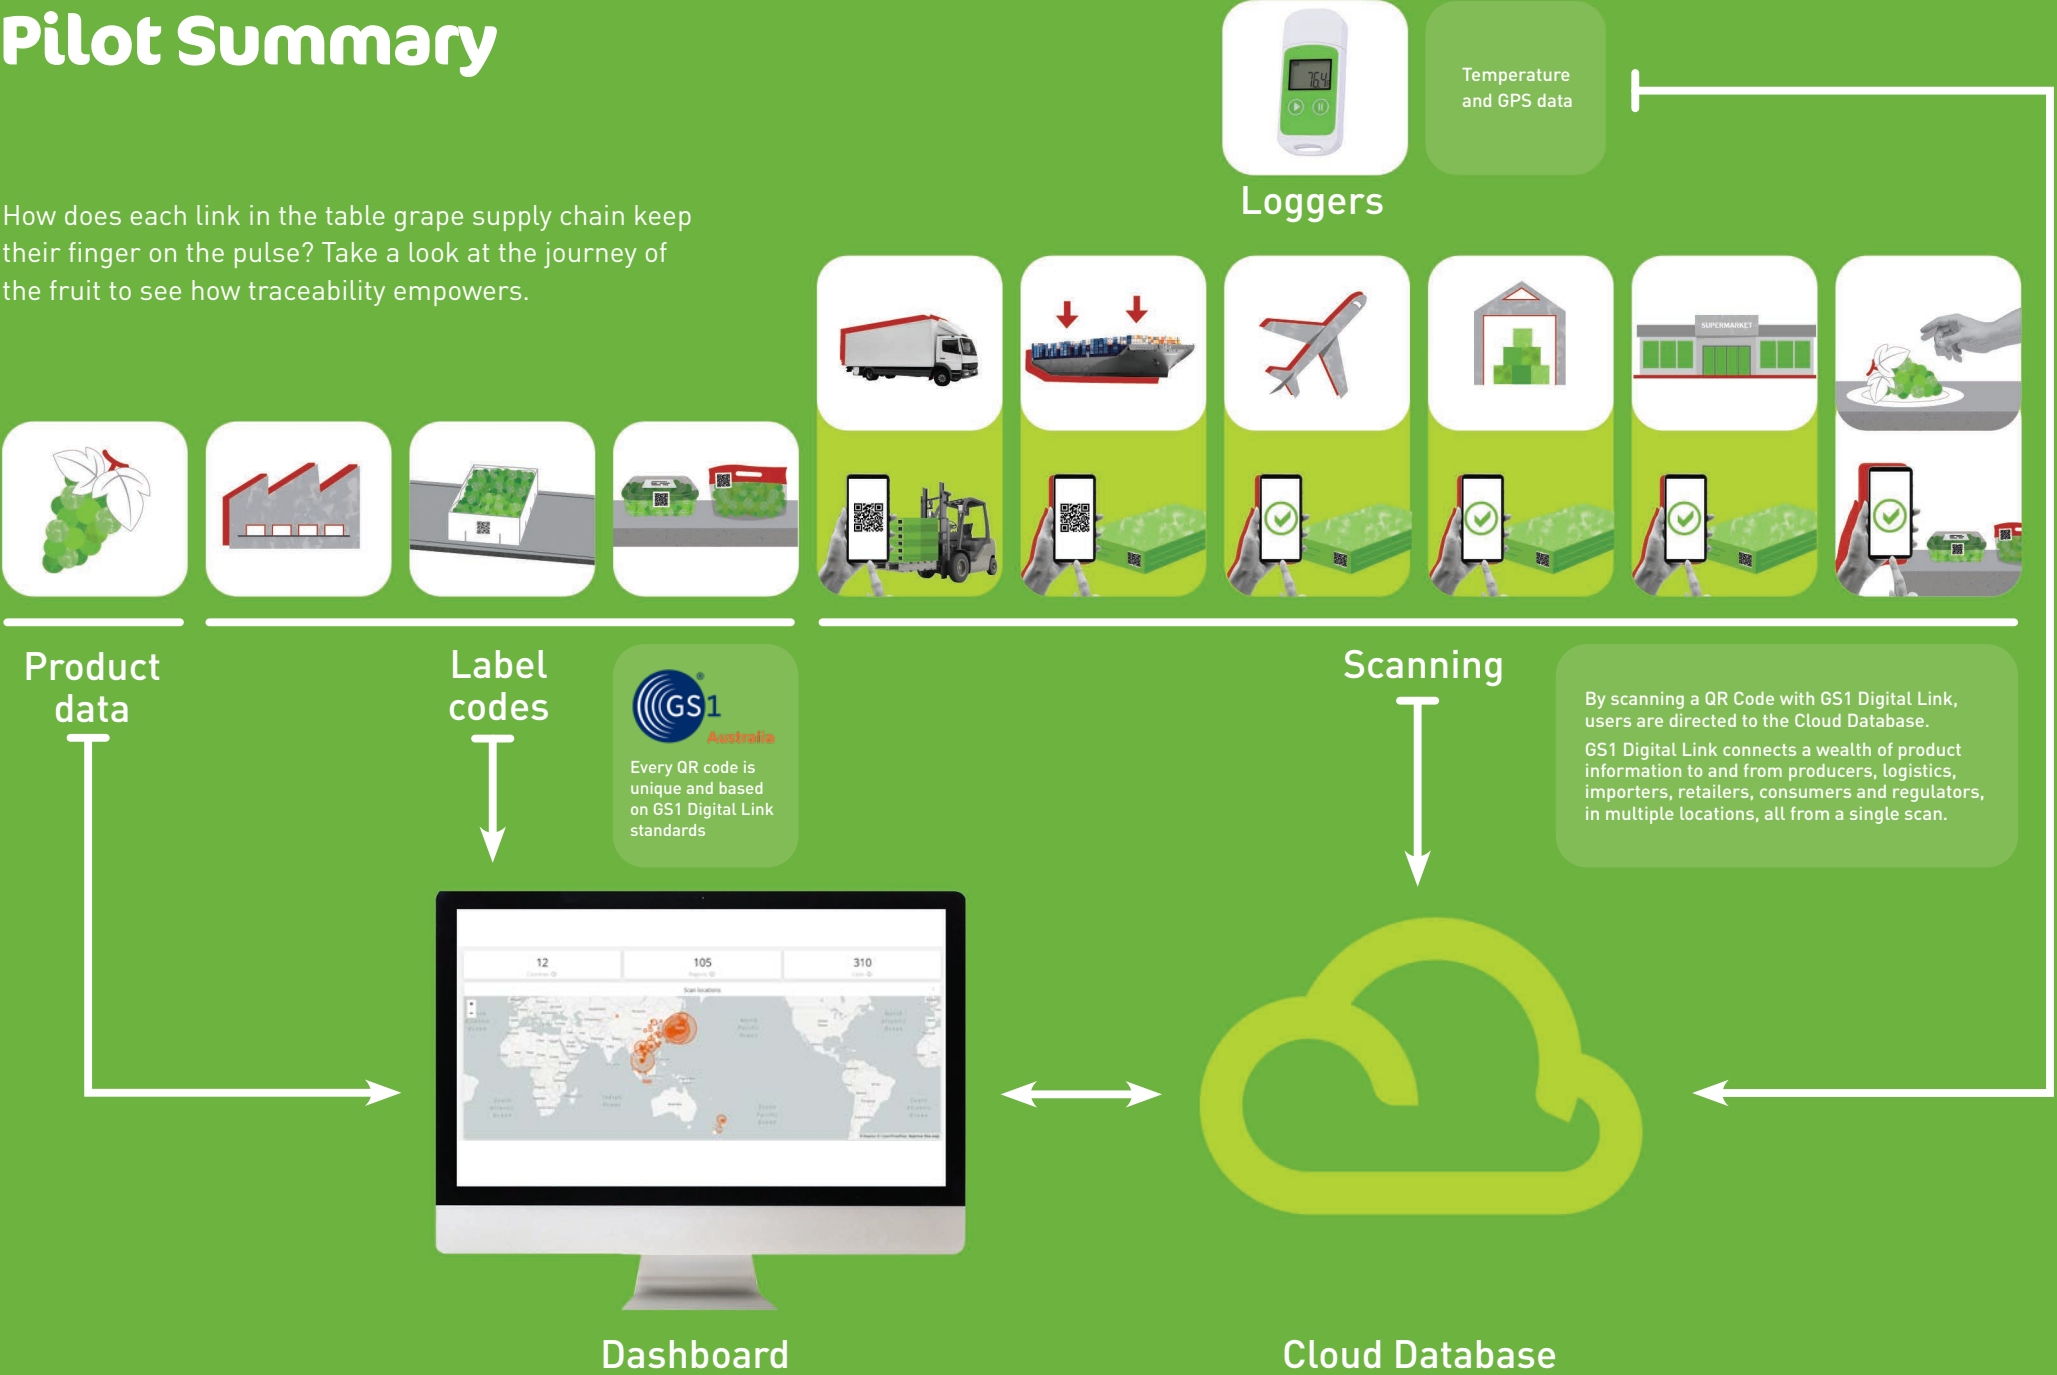 Pilot Summary
How does each link in the table grape supply chain keep
their finger on the pulse? Take a look at the journey of
the fruit to see how traceability empowers.
Temperature
and GPS data
Loggers
SUPERMARKET
Product
data
Label
codes
GS1
Australia
Every QR code is
unique and based
on GS1 Digital Link
standards
Scanning
By scanning a QR Code with GS1 Digital Link,
users are directed to the Cloud Database.
GS1 Digital Link connects a wealth of product
information to and from producers, logistics,
importers, retailers, consumers and regulators,
in multiple locations, all from a single scan.
12
105
310
Scan locations
Dashboard
Cloud Database